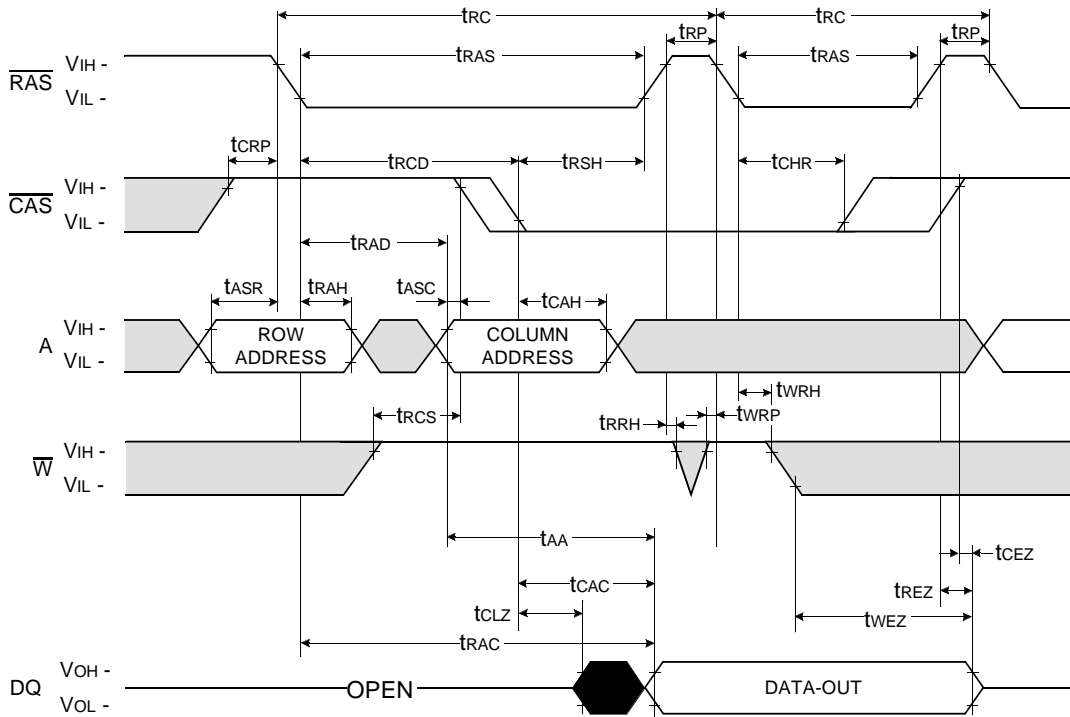 tRC tRC
tRP tRP
tRAS tRAS
RAS VIH -
VIL -
tCRP tRCD tRSH tCHR
CAS VIH -
VIL -
tRAD
tASR tRAH tASC tCAH
A VIH -
VIL -
ROW ADDRESS
COLUMN ADDRESS
tWRH
tRCS tRRH tWRP
W VIH -
VIL -
tAA
tCEZ
tCAC
tREZ
tCLZ
tWEZ
tRAC
DQ VOH -
VOL -
OPEN
DATA-OUT